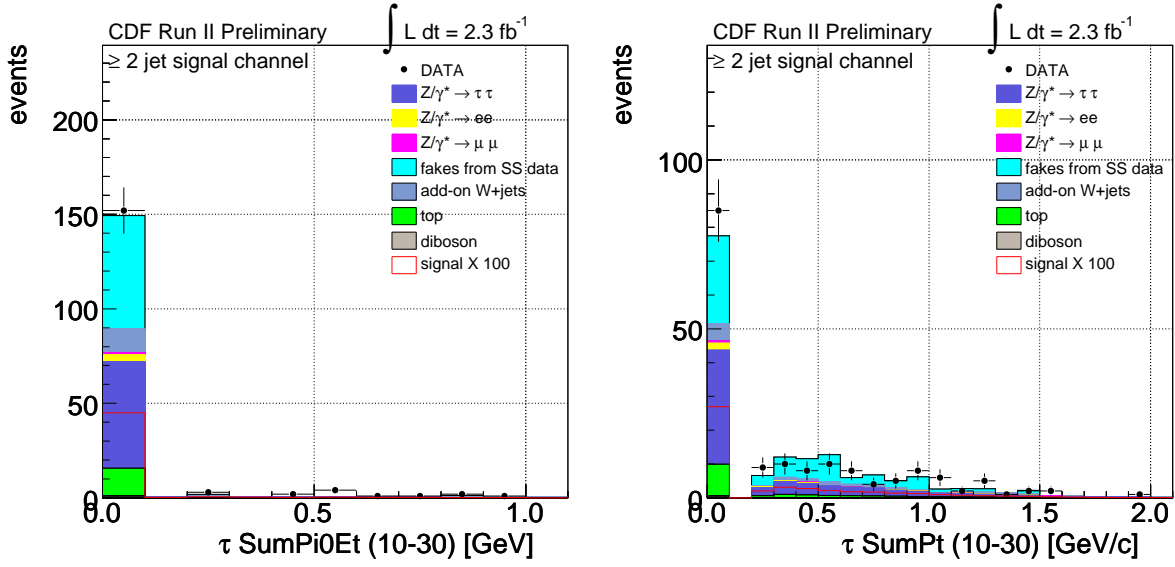 CDF Run II Preliminary ∫ L dt = 2.3 fb⁻¹
≥ 2 jet signal channel
events
DATA
Z/γ* → τ τ
Z/γ* → ee
Z/γ* → μ μ
fakes from SS data
add-on W+jets
top
diboson
signal X 100
200
150
100
50
0
0.0 0.5 1.0
τ SumPi0Et (10-30) [GeV]
CDF Run II Preliminary ∫ L dt = 2.3 fb⁻¹
≥ 2 jet signal channel
events
DATA
Z/γ* → τ τ
Z/γ* → ee
Z/γ* → μ μ
fakes from SS data
add-on W+jets
top
diboson
signal X 100
100
50
0
0.0 0.5 1.0 1.5 2.0
τ SumPt (10-30) [GeV/c]